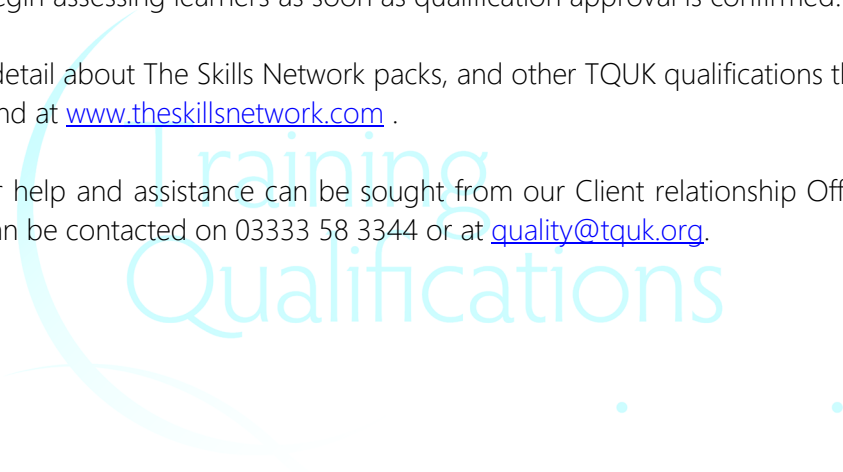 egin assessing learners as soon as qualification approval is confirmed.
detail about The Skills Network packs, and other TQUK qualifications th
nd at www.theskillsnetwork.com .
r help and assistance can be sought from our Client relationship Off
an be contacted on 03333 58 3344 or at quality@tquk.org.
Training
Qualifications